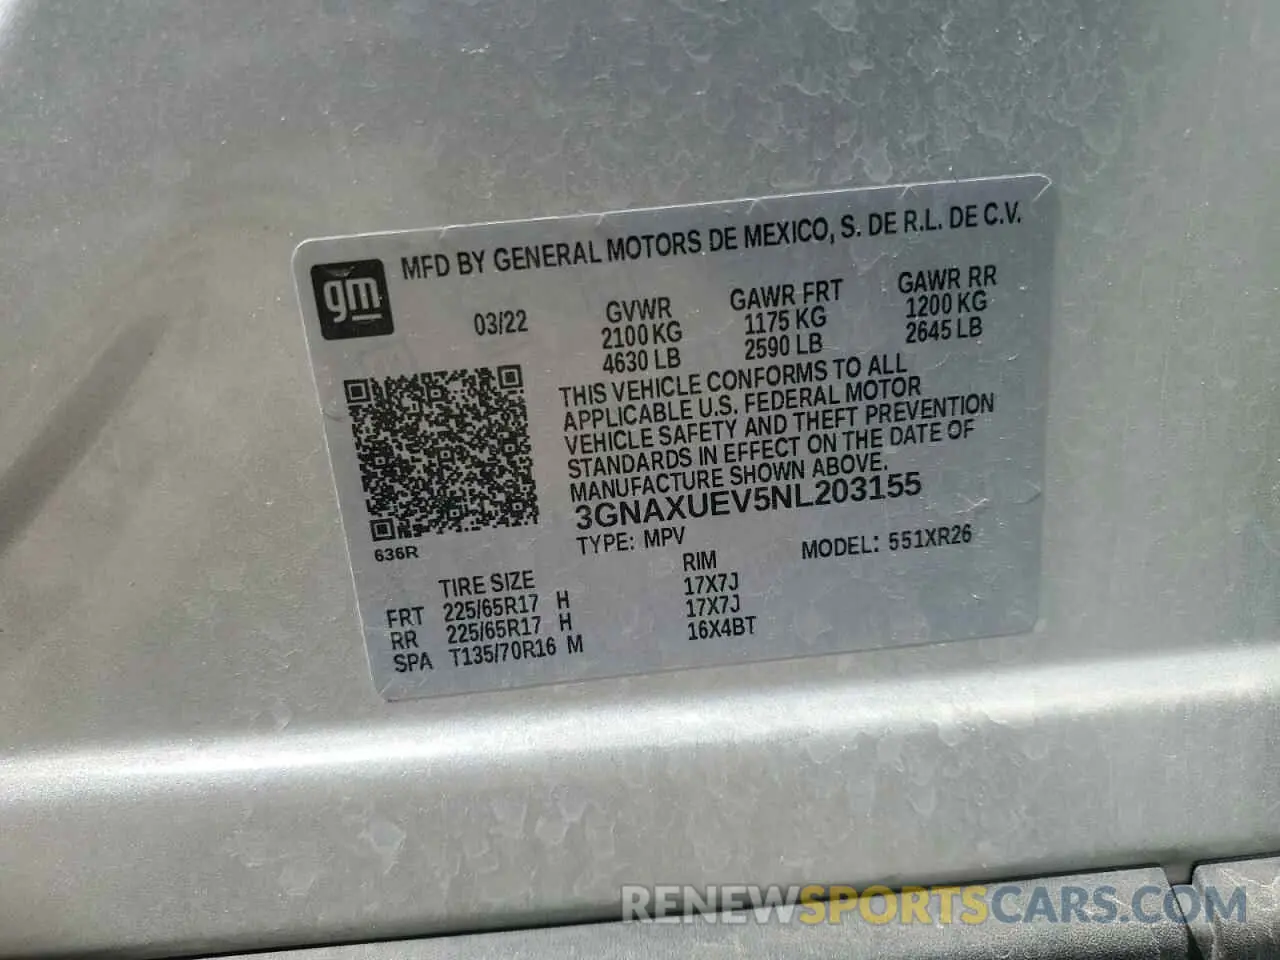 gm
MFD BY GENERAL MOTORS DE MEXICO, S. DE R.L. DE C.V.
03/22 GVWR GAWR FRT GAWR RR
2100 KG 1175 KG 1200 KG
4630 LB 2590 LB 2645 LB
THIS VEHICLE CONFORMS TO ALL
APPLICABLE U.S. FEDERAL MOTOR
VEHICLE SAFETY AND THEFT PREVENTION
STANDARDS IN EFFECT ON THE DATE OF
MANUFACTURE SHOWN ABOVE.
3GNAXUEV5NL203155
636R
TYPE: MPV MODEL: 551XR26
TIRE SIZE RIM
FRT 225/65R17 H 17X7J
RR 225/65R17 H 17X7J
SPA T135/70R16 M 16X4BT
RENEWSPORTSCARS.COM